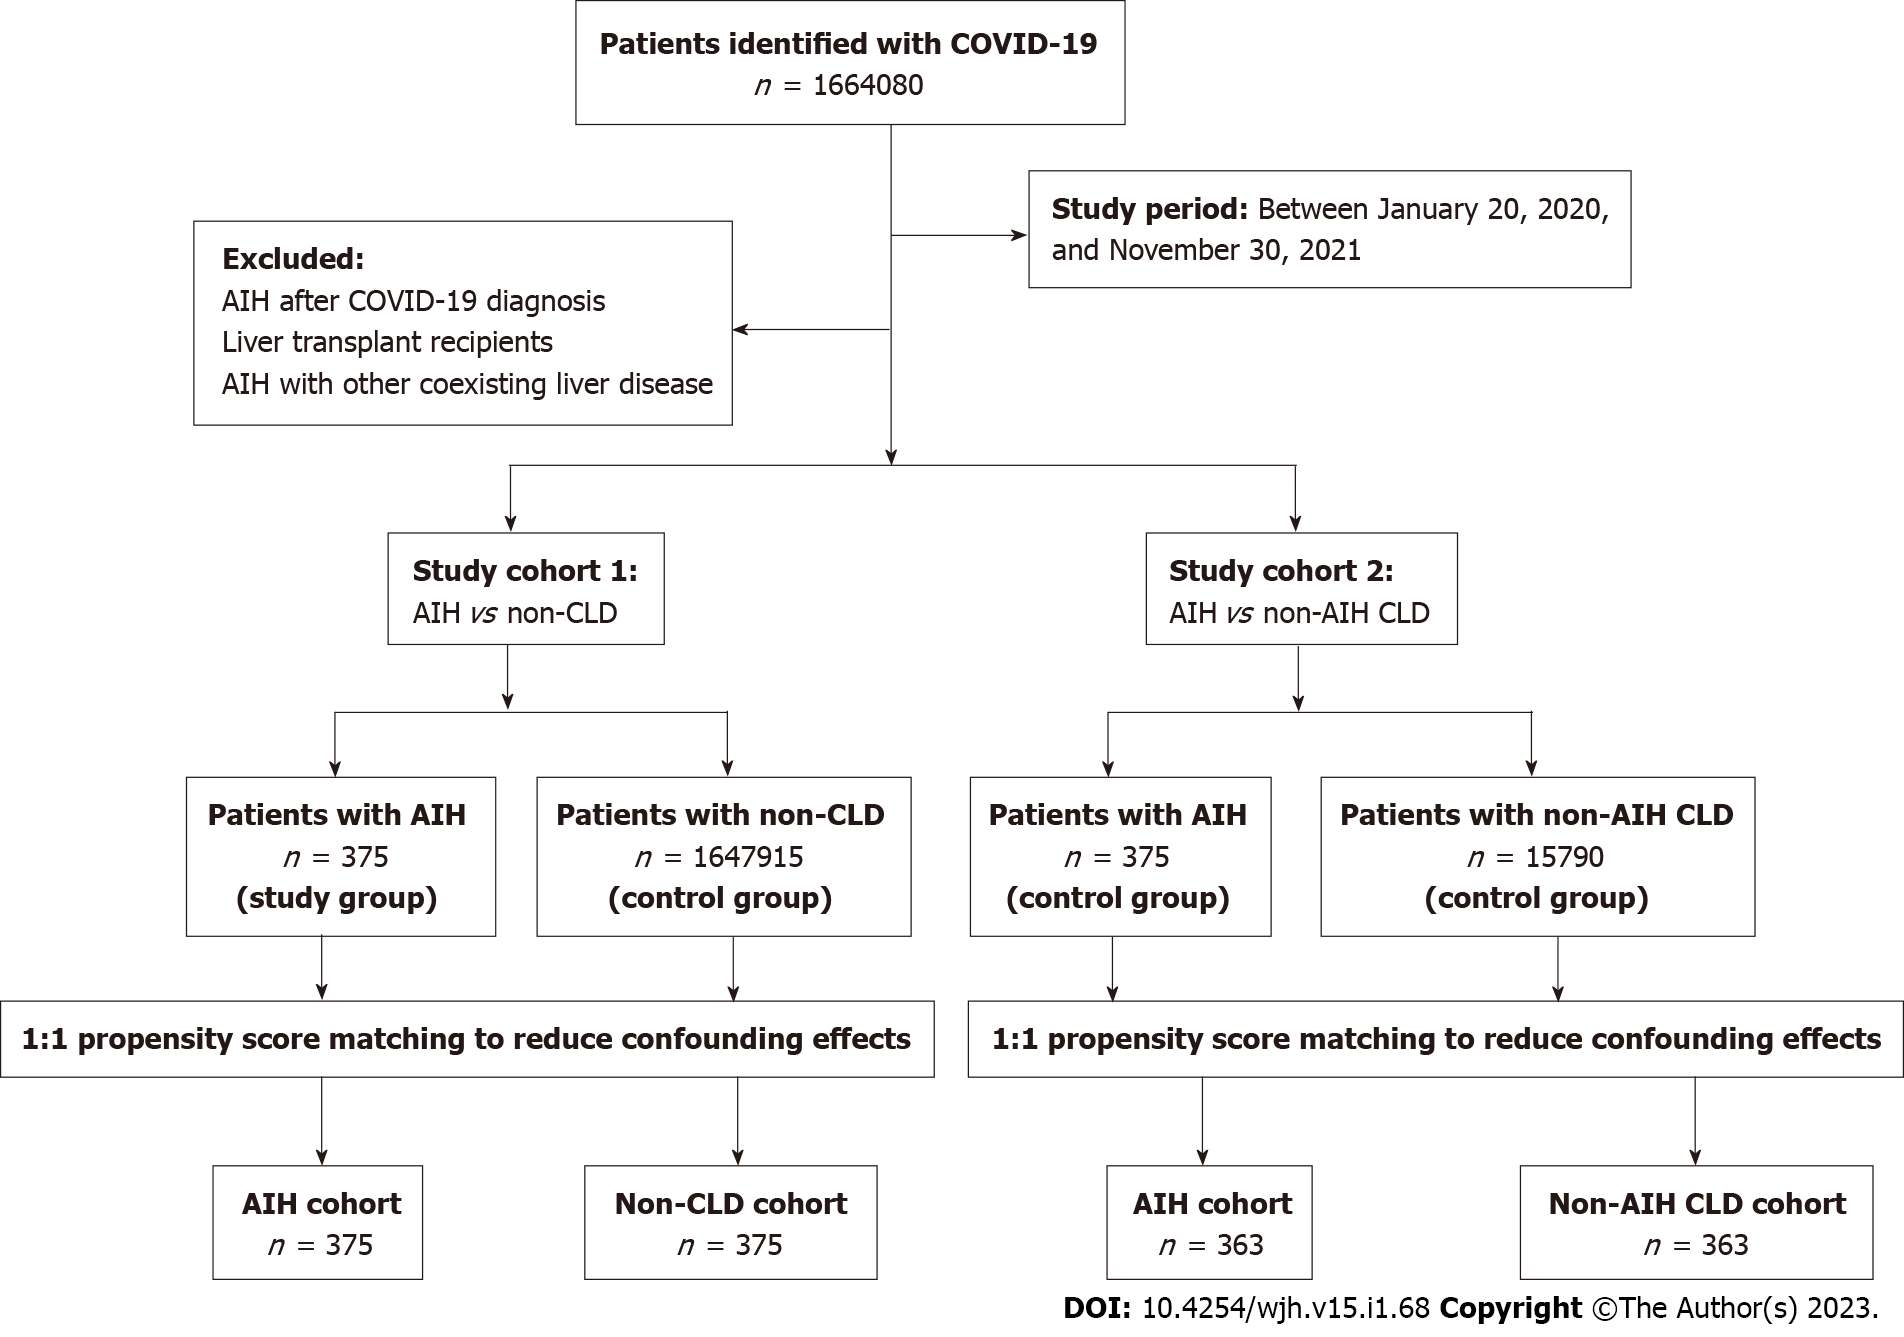 Patients identified with COVID-19
n = 1664080
Study period: Between January 20, 2020,
and November 30, 2021
Excluded:
AIH after COVID-19 diagnosis
Liver transplant recipients
AIH with other coexisting liver disease
Study cohort 1:
AIH vs non-CLD
Study cohort 2:
AIH vs non-AIH CLD
Patients with AIH
n = 375
(study group)
Patients with non-CLD
n = 1647915
(control group)
Patients with AIH
n = 375
(control group)
Patients with non-AIH CLD
n = 15790
(control group)
1:1 propensity score matching to reduce confounding effects
1:1 propensity score matching to reduce confounding effects
AIH cohort
n = 375
Non-CLD cohort
n = 375
AIH cohort
n = 363
Non-AIH CLD cohort
n = 363
DOI: 10.4254/wjh.v15.i1.68 Copyright ©The Author(s) 2023.